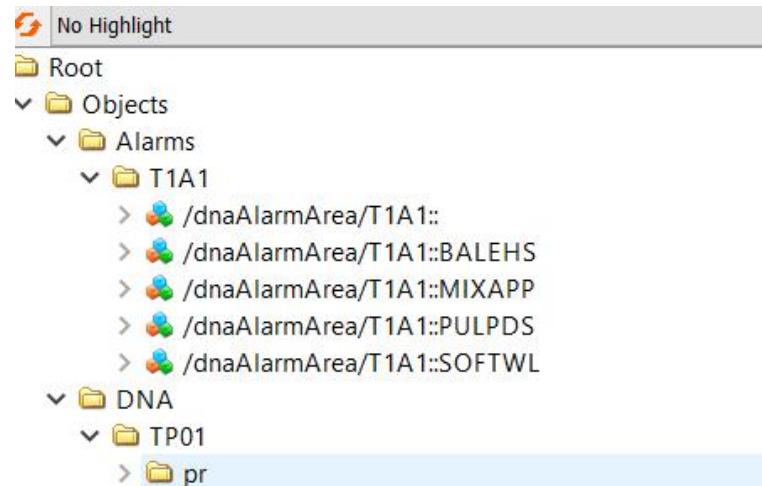 No Highlight
Root
Objects
Alarms
T1A1
/dnaAlarmArea/T1A1::
/dnaAlarmArea/T1A1::BALEHS
/dnaAlarmArea/T1A1::MIXAPP
/dnaAlarmArea/T1A1::PULPDS
/dnaAlarmArea/T1A1::SOFTWL
DNA
TP01
pr